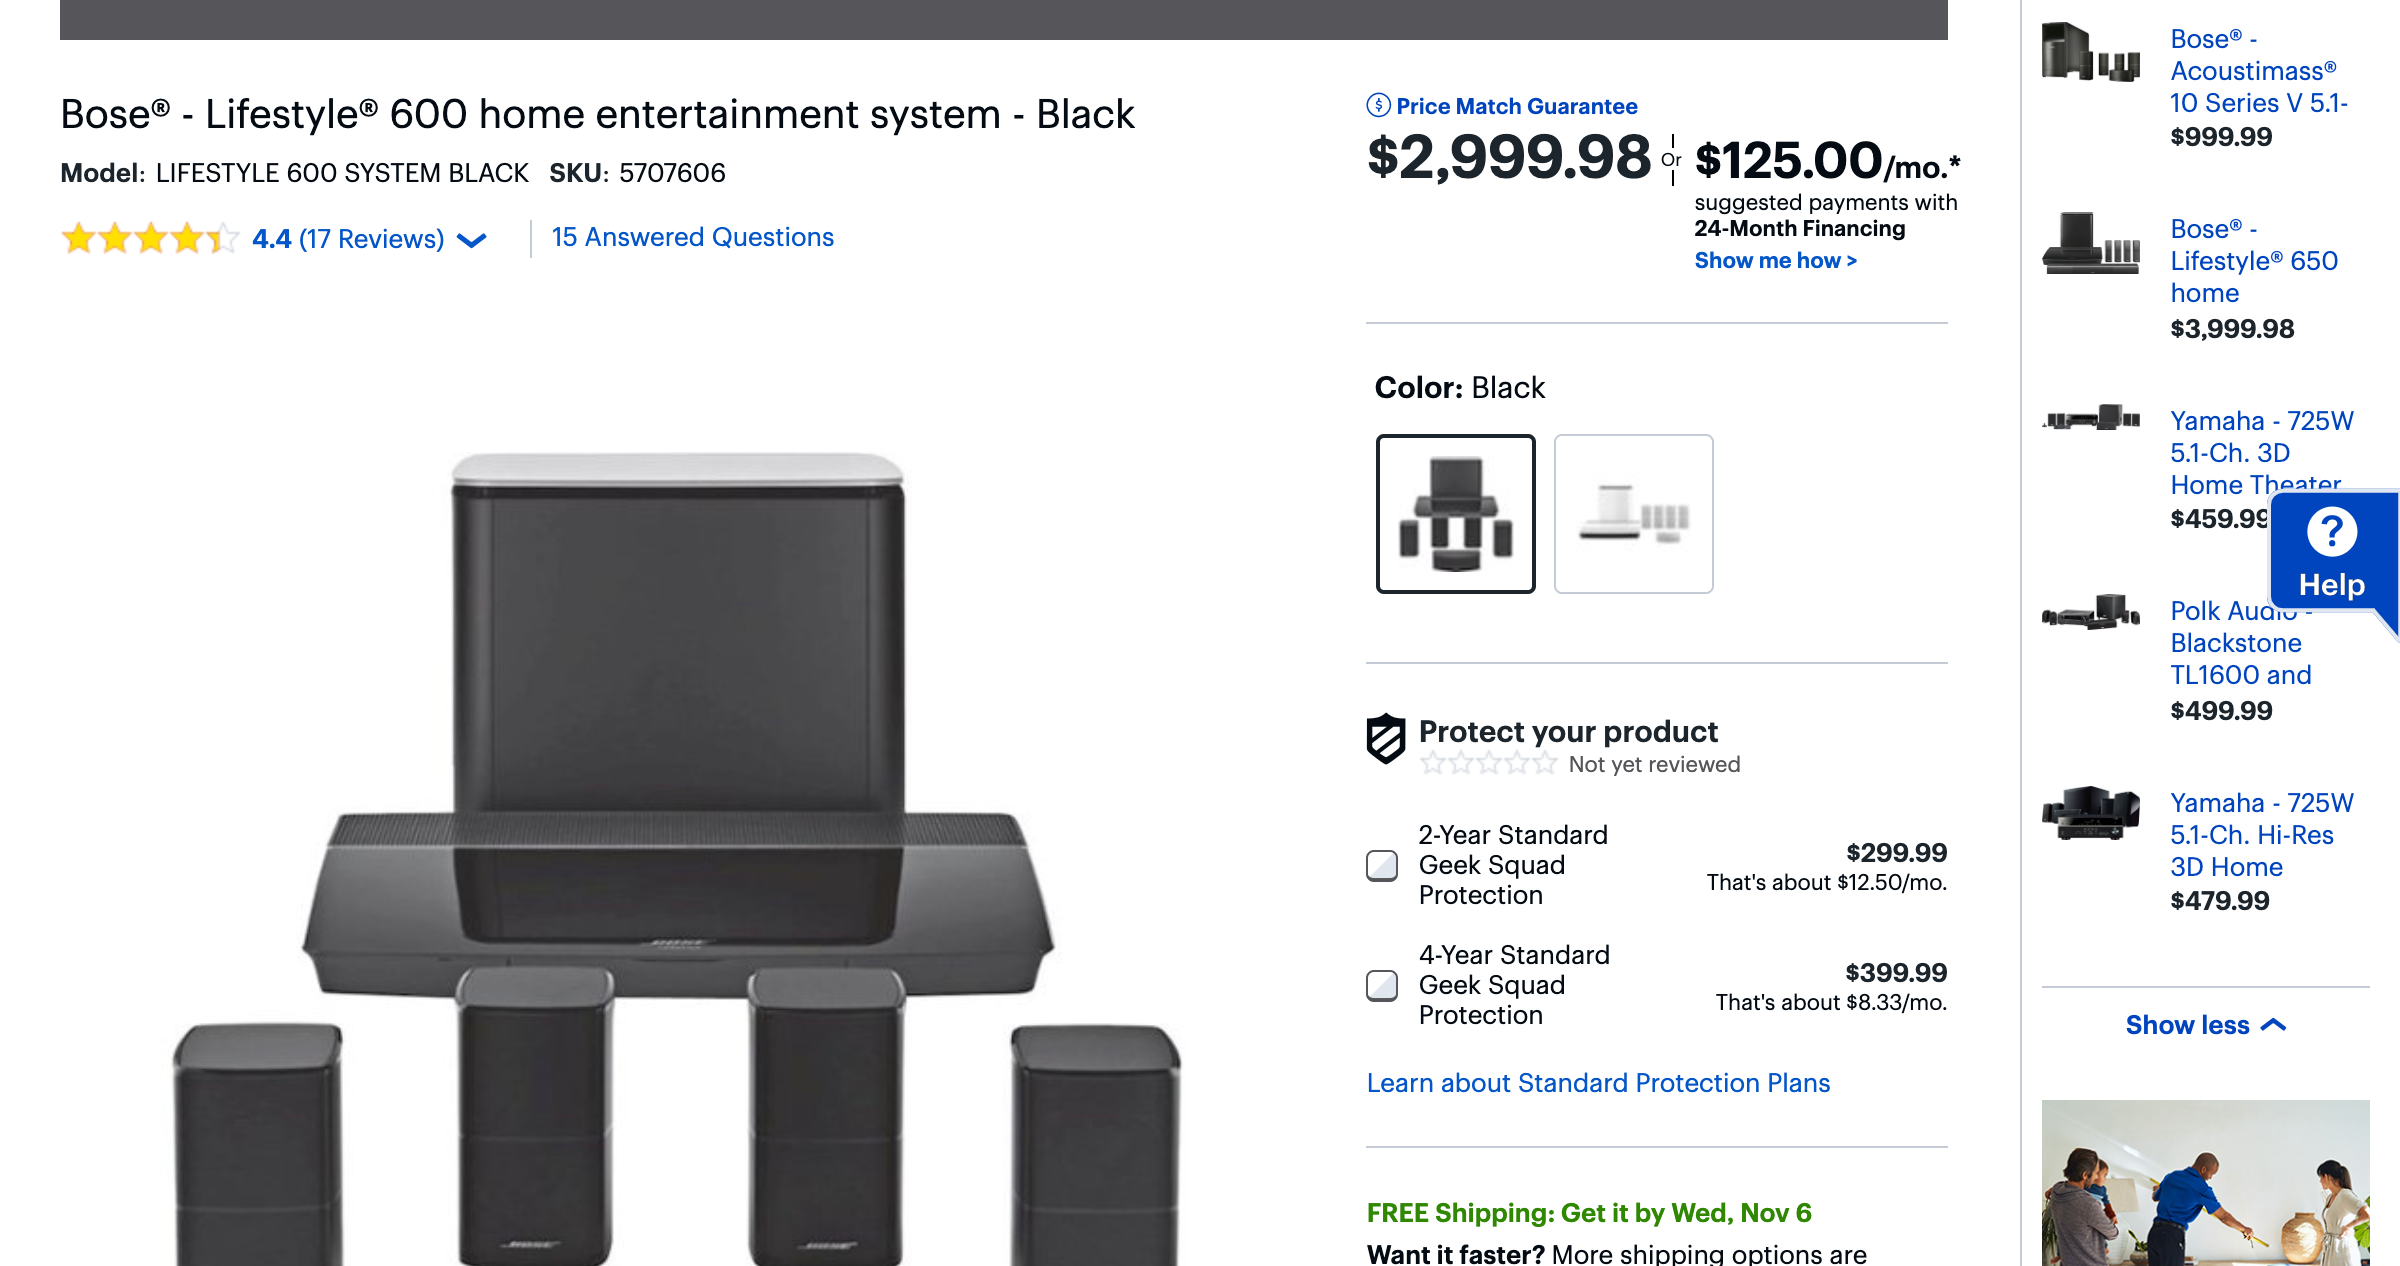 Bose® - Lifestyle® 600 home entertainment system - Black
Model: LIFESTYLE 600 SYSTEM BLACK SKU: 5707606
4.4 (17 Reviews)
15 Answered Questions
BOSE
BOSE
BOSE
Price Match Guarantee
$2,999.98
Or
$125.00/mo.*
suggested payments with
24-Month Financing
Show me how >
Color: Black
Protect your product
Not yet reviewed
2-Year Standard
Geek Squad
Protection
$299.99
That's about $12.50/mo.
4-Year Standard
Geek Squad
Protection
$399.99
That's about $8.33/mo.
Learn about Standard Protection Plans
FREE Shipping: Get it by Wed, Nov 6
Want it faster? More shipping options are
Bose® -
Acoustimass®
10 Series V 5.1-
$999.99
Bose® -
Lifestyle® 650
home
$3,999.98
Yamaha - 725W
5.1-Ch. 3D
Home Theater
$459.99
? Help
Polk Audio -
Blackstone
TL1600 and
$499.99
Yamaha - 725W
5.1-Ch. Hi-Res
3D Home
$479.99
Show less